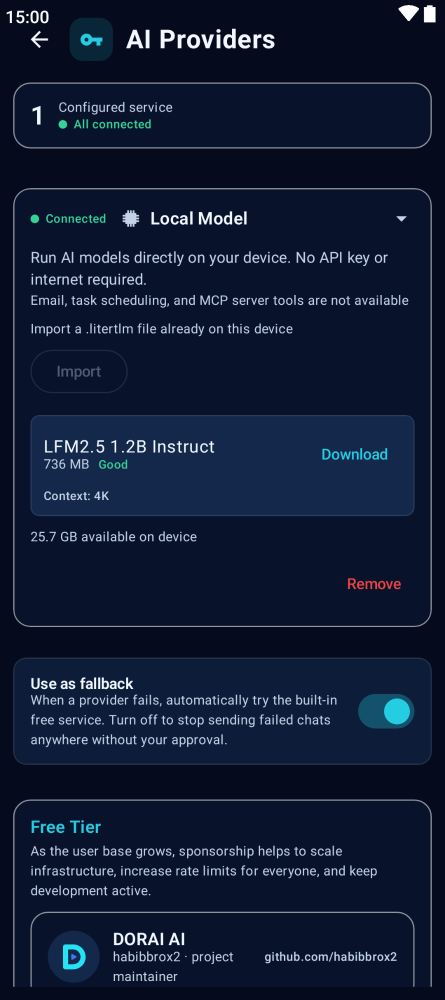 15:00
AI Providers
1
Configured service
All connected
Connected
Local Model
Run AI models directly on your device. No API key or
internet required.
Email, task scheduling, and MCP server tools are not available
Import a .litertlm file already on this device
Import
LFM2.5 1.2B Instruct
736 MB Good
Download
Context: 4K
25.7 GB available on device
Remove
Use as fallback
When a provider fails, automatically try the built-in
free service. Turn off to stop sending failed chats
anywhere without your approval.
Free Tier
As the user base grows, sponsorship helps to scale
infrastructure, increase rate limits for everyone, and keep
development active.
DORAI AI
habibbrox2 · project
maintainer
github.com/habibbrox2